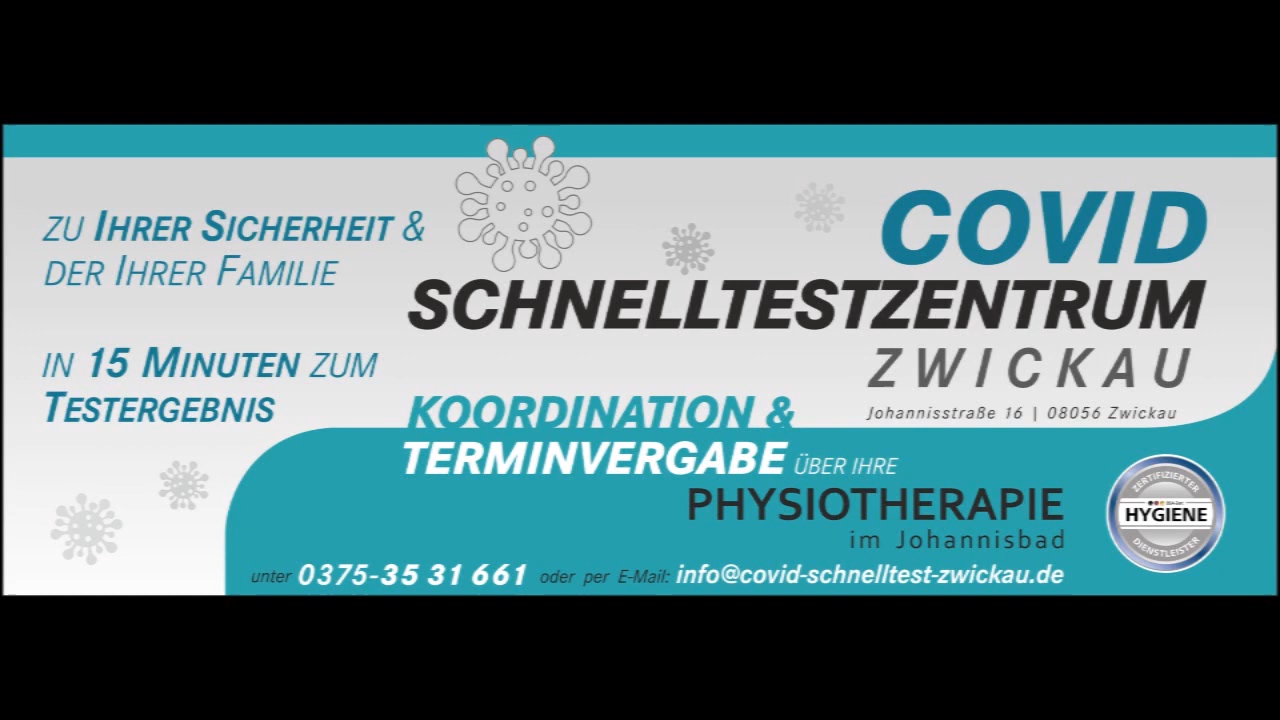 ZU IHRER SICHERHEIT &
DER IHRER FAMILIE
IN 15 MINUTEN ZUM
TESTERGEBNIS
COVID
SCHNELLTESTZENTRUM
ZWICKAU
Johannisstraße 16 | 08056 Zwickau
KOORDINATION &
TERMINVERGABE ÜBER IHRE
PHYSIOTHERAPIE
im Johannisbad
unter 0375-35 31 661 oder per E-Mail: info@covid-schnelltest-zwickau.de
ZERTIFIZIERTER
HYGIENE
DIENSTLEISTER